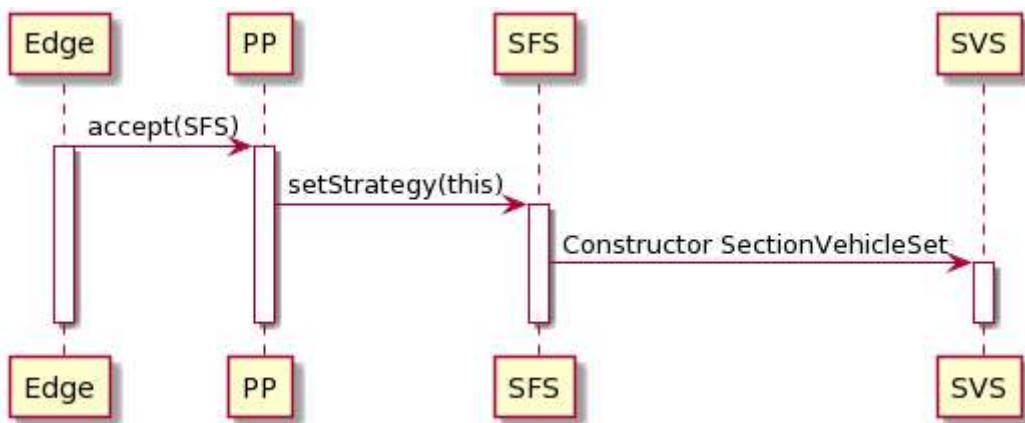 Edge PP SFS SVS
accept(SFS)
setStrategy(this)
Constructor SectionVehicleSet
Edge PP SFS SVS